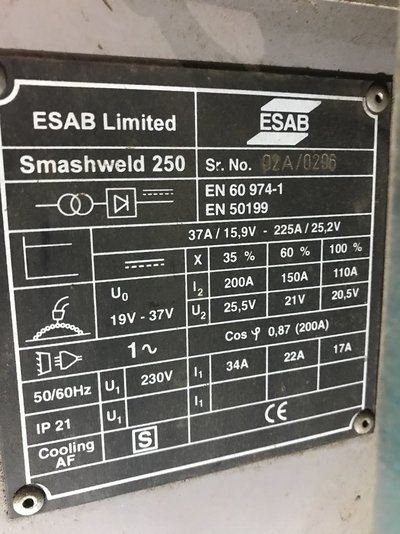 ESAB Limited
ESAB
Smashweld 250
Sr. No. 02A/0296
EN 60 974-1
EN 50199
37A / 15,9V - 225A / 25,2V
X 35 % 60 % 100 %
U0
19V - 37V
I2 200A 150A 110A
U2 25,5V 21V 20,5V
1~
Cos φ 0,87 (200A)
50/60Hz U1 230V I1 34A 22A 17A
IP 21 U1 I1
Cooling
AF
S
CE